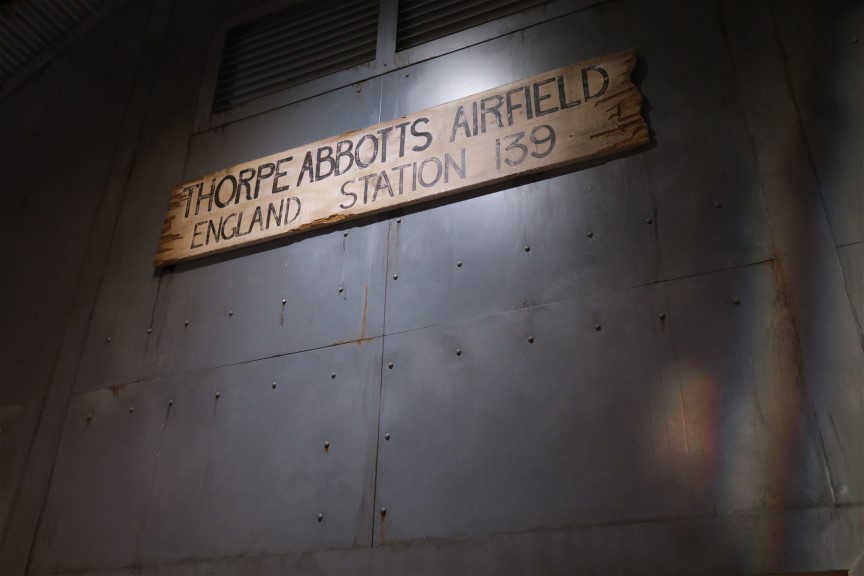 THORPE ABBOTTS AIRFIELD
ENGLAND STATION 139